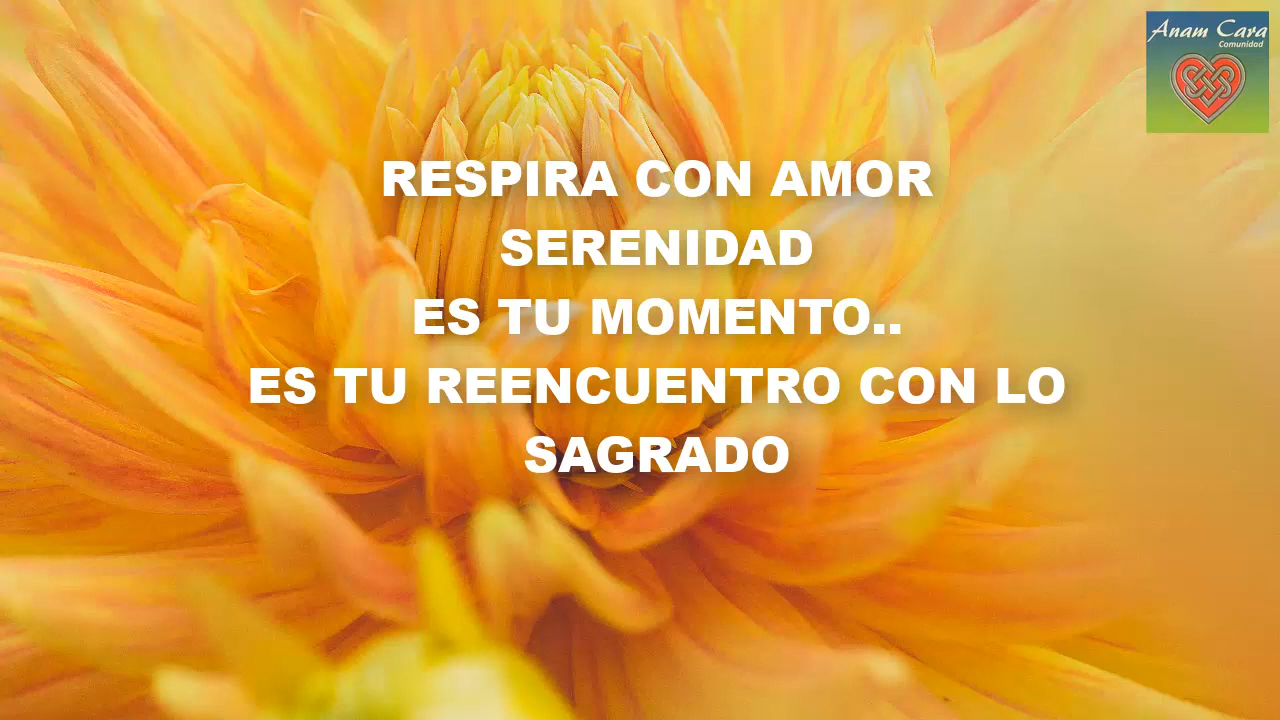 Anam Cara
Comunidad
RESPIRA CON AMOR
SERENIDAD
ES TU MOMENTO..
ES TU REENCUENTRO CON LO
SAGRADO